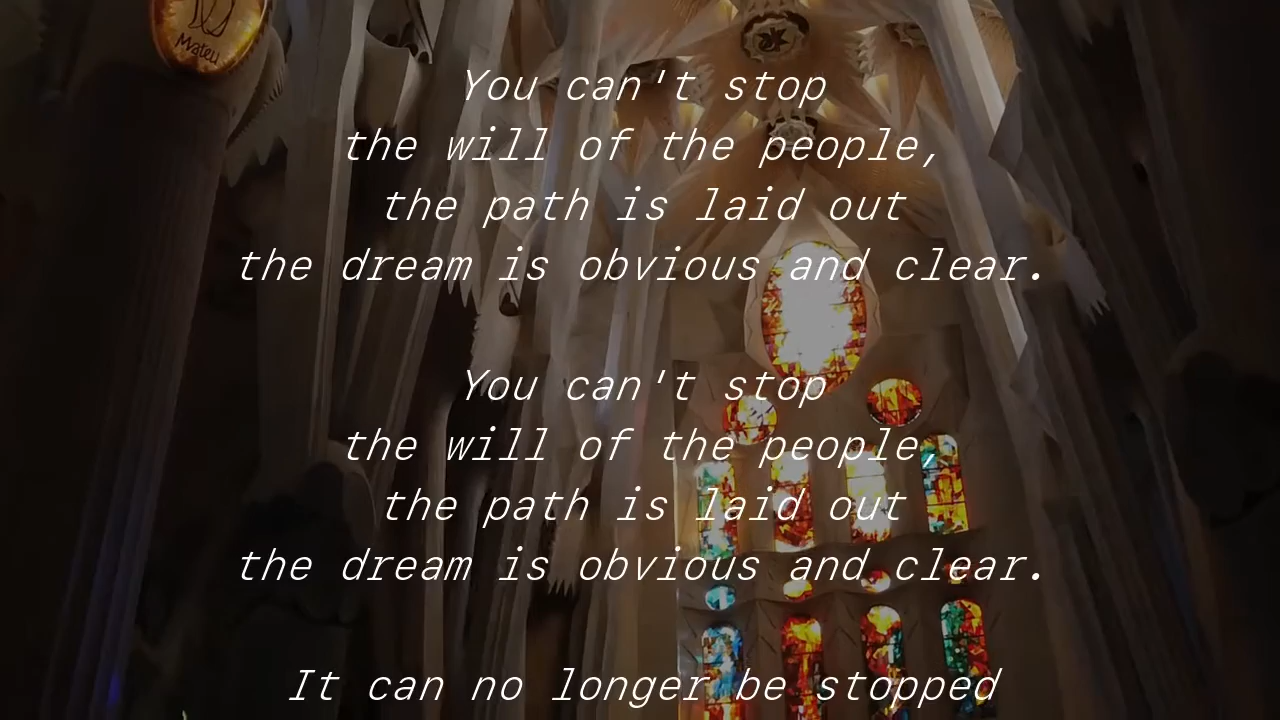 Mateu
You can't stop
the will of the people,
the path is laid out
the dream is obvious and clear.
You can't stop
the will of the people,
the path is laid out
the dream is obvious and clear.
It can no longer be stopped